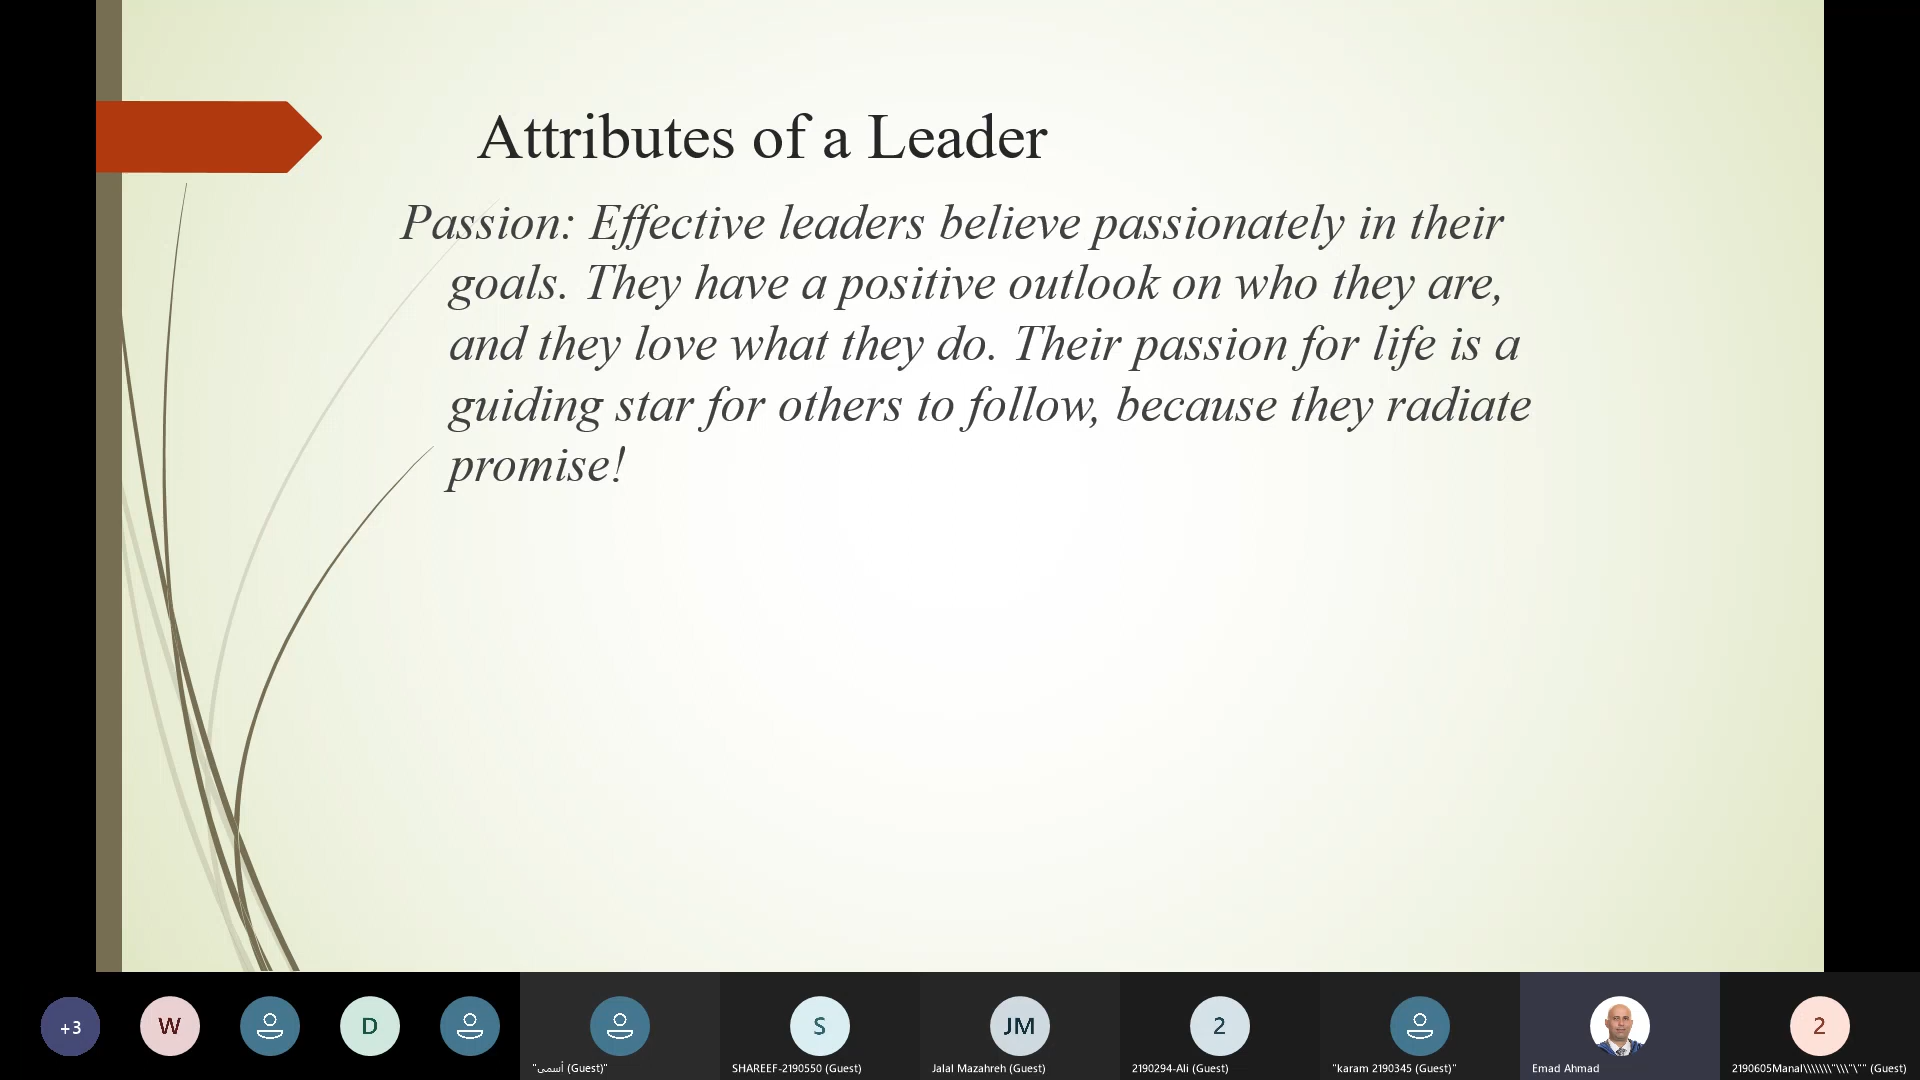 Attributes of a Leader
Passion: Effective leaders believe passionately in their
goals. They have a positive outlook on who they are,
and they love what they do. Their passion for life is a
guiding star for others to follow, because they radiate
promise!
+3
W
D
S
JM
2
2
"أسمى (Guest)"
SHAREEF-2190550 (Guest)
Jalal Mazahreh (Guest)
2190294-Ali (Guest)
"karam 2190345 (Guest)"
Emad Ahmad
2190605Manal\\\\\\\"\\\"\"" (Guest)